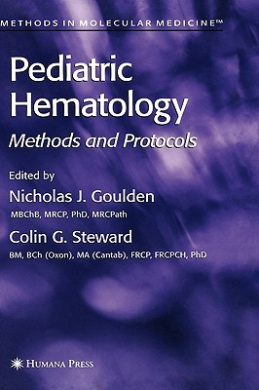 METHODS IN MOLECULAR MEDICINE™
Pediatric
Hematology
Methods and Protocols
Edited by
Nicholas J. Goulden
MBChB, MRCP, PhD, MRCPath
Colin G. Steward
BM, BCh (Oxon), MA (Cantab), FRCP, FRCPCH, PhD
HUMANA PRESS